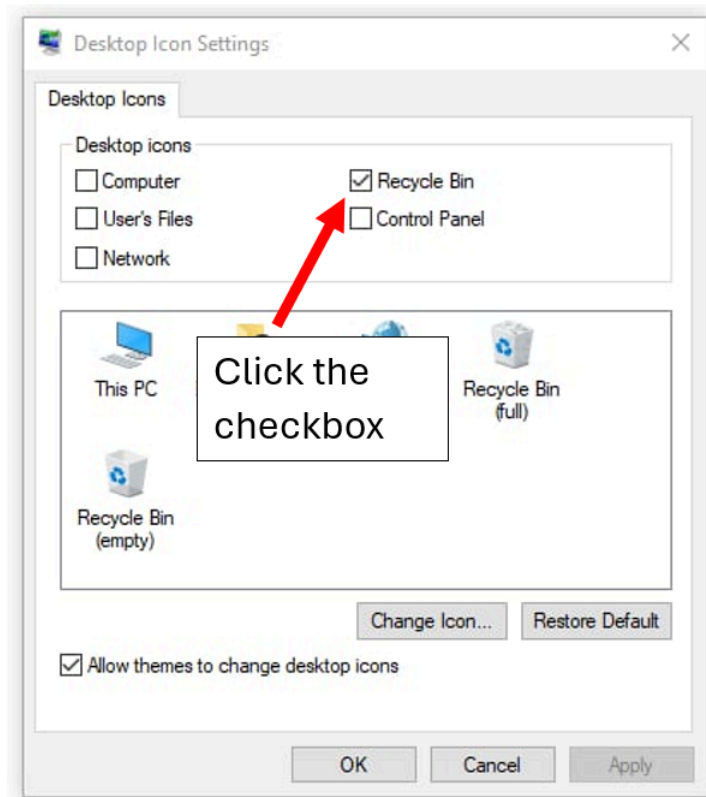 Desktop Icon Settings
Desktop Icons
Desktop icons
Computer
Recycle Bin
User's Files
Control Panel
Network
This PC
Click the
checkbox
Recycle Bin
(full)
Recycle Bin
(empty)
Change Icon...
Restore Default
Allow themes to change desktop icons
OK
Cancel
Apply